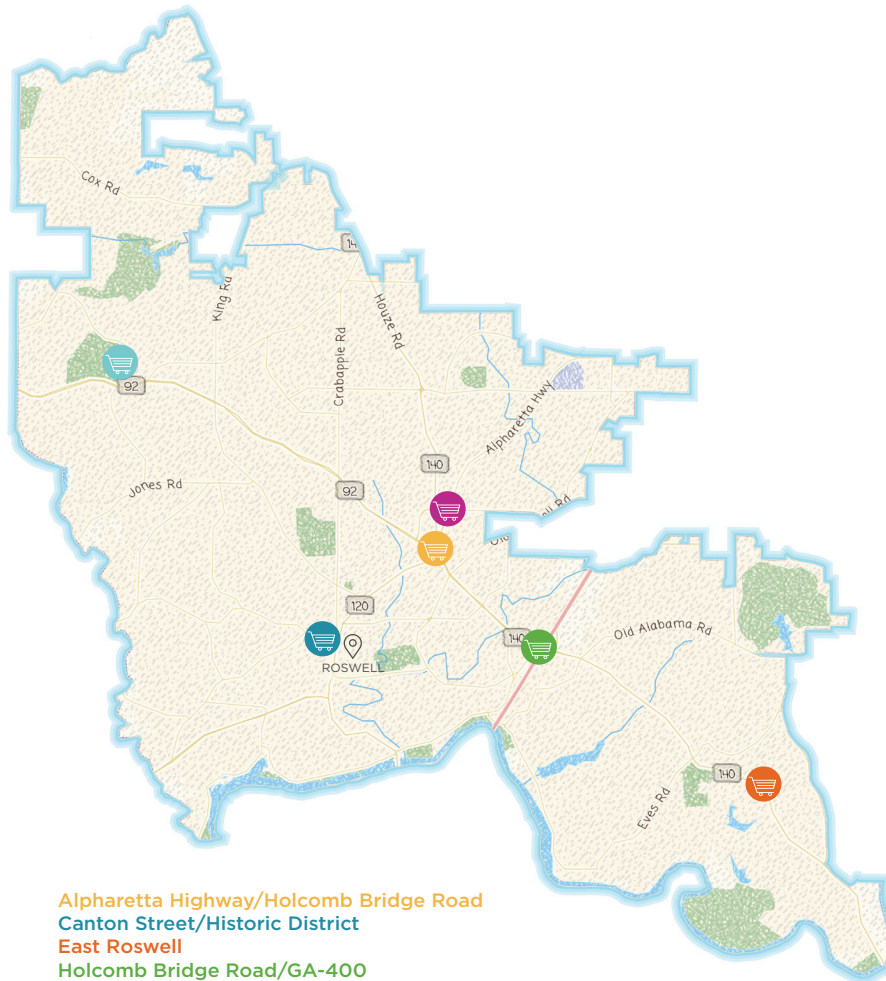 Cox Rd
14
King Rd
Houze Rd
Crabapple Rd
92
Alpharetta Hwy
140
Jones Rd
92
Rd
120
140
Old Alabama Rd
ROSWELL
140
Eves Rd
Alpharetta Highway/Holcomb Bridge Road
Canton Street/Historic District
East Roswell
Holcomb Bridge Road/GA-400